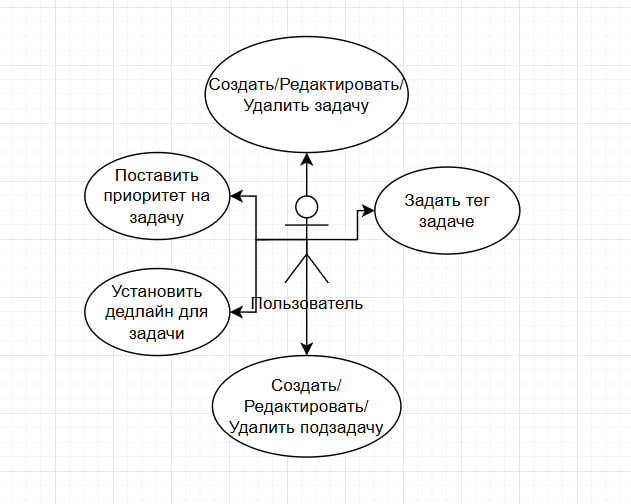 Создать/Редактировать/
Удалить задачу
Поставить
приоритет на
задачу
Задать тег
задаче
Установить
дедлайн для
задачи
Пользователь
Создать/
Редактировать/
Удалить подзадачу